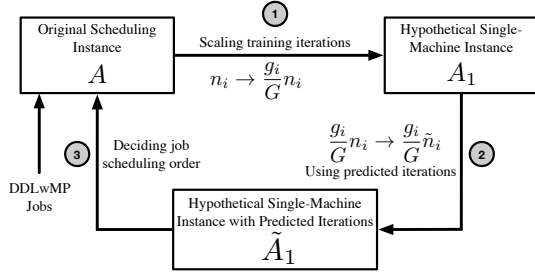 1
Original Scheduling
Instance
A
Scaling training iterations
n_i → g_i/G n_i
Hypothetical Single-
Machine Instance
A_1
3
Deciding job
scheduling order
g_i/G n_i → g_i/G ñ_i
Using predicted iterations
2
DDLwMP
Jobs
Hypothetical Single-Machine
Instance with Predicted Iterations
Ã_1